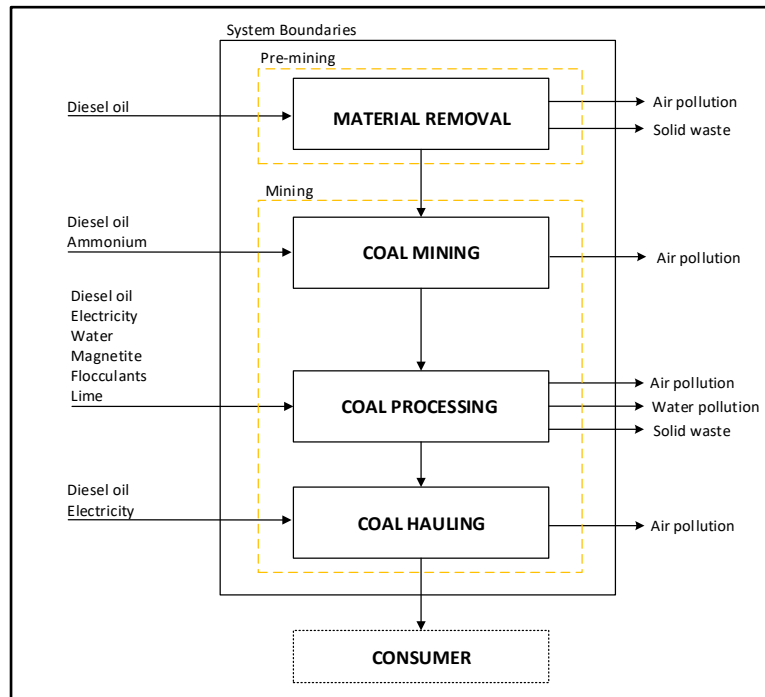 System Boundaries
Pre-mining
Diesel oil
MATERIAL REMOVAL
Air pollution
Solid waste
Mining
Diesel oil
Ammonium
COAL MINING
Air pollution
Diesel oil
Electricity
Water
Magnetite
Flocculants
Lime
COAL PROCESSING
Air pollution
Water pollution
Solid waste
Diesel oil
Electricity
COAL HAULING
Air pollution
CONSUMER